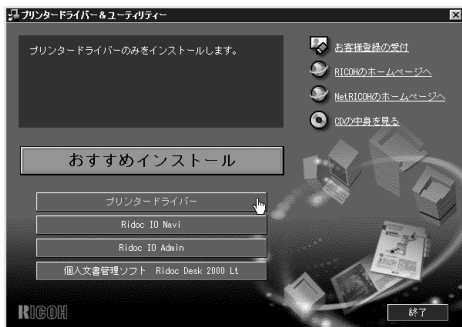 プリンタードライバー＆ユーティリティー
プリンタードライバーのみをインストールします。
お客様登録の受付
RICOHのホームページへ
NetRICOHのホームページへ
CDの中身を見る
おすすめインストール
プリンタードライバー
Ridoc IO Navi
Ridoc IO Admin
個人文書管理ソフト　Ridoc Desk 2000 Lt
RICOH
終了